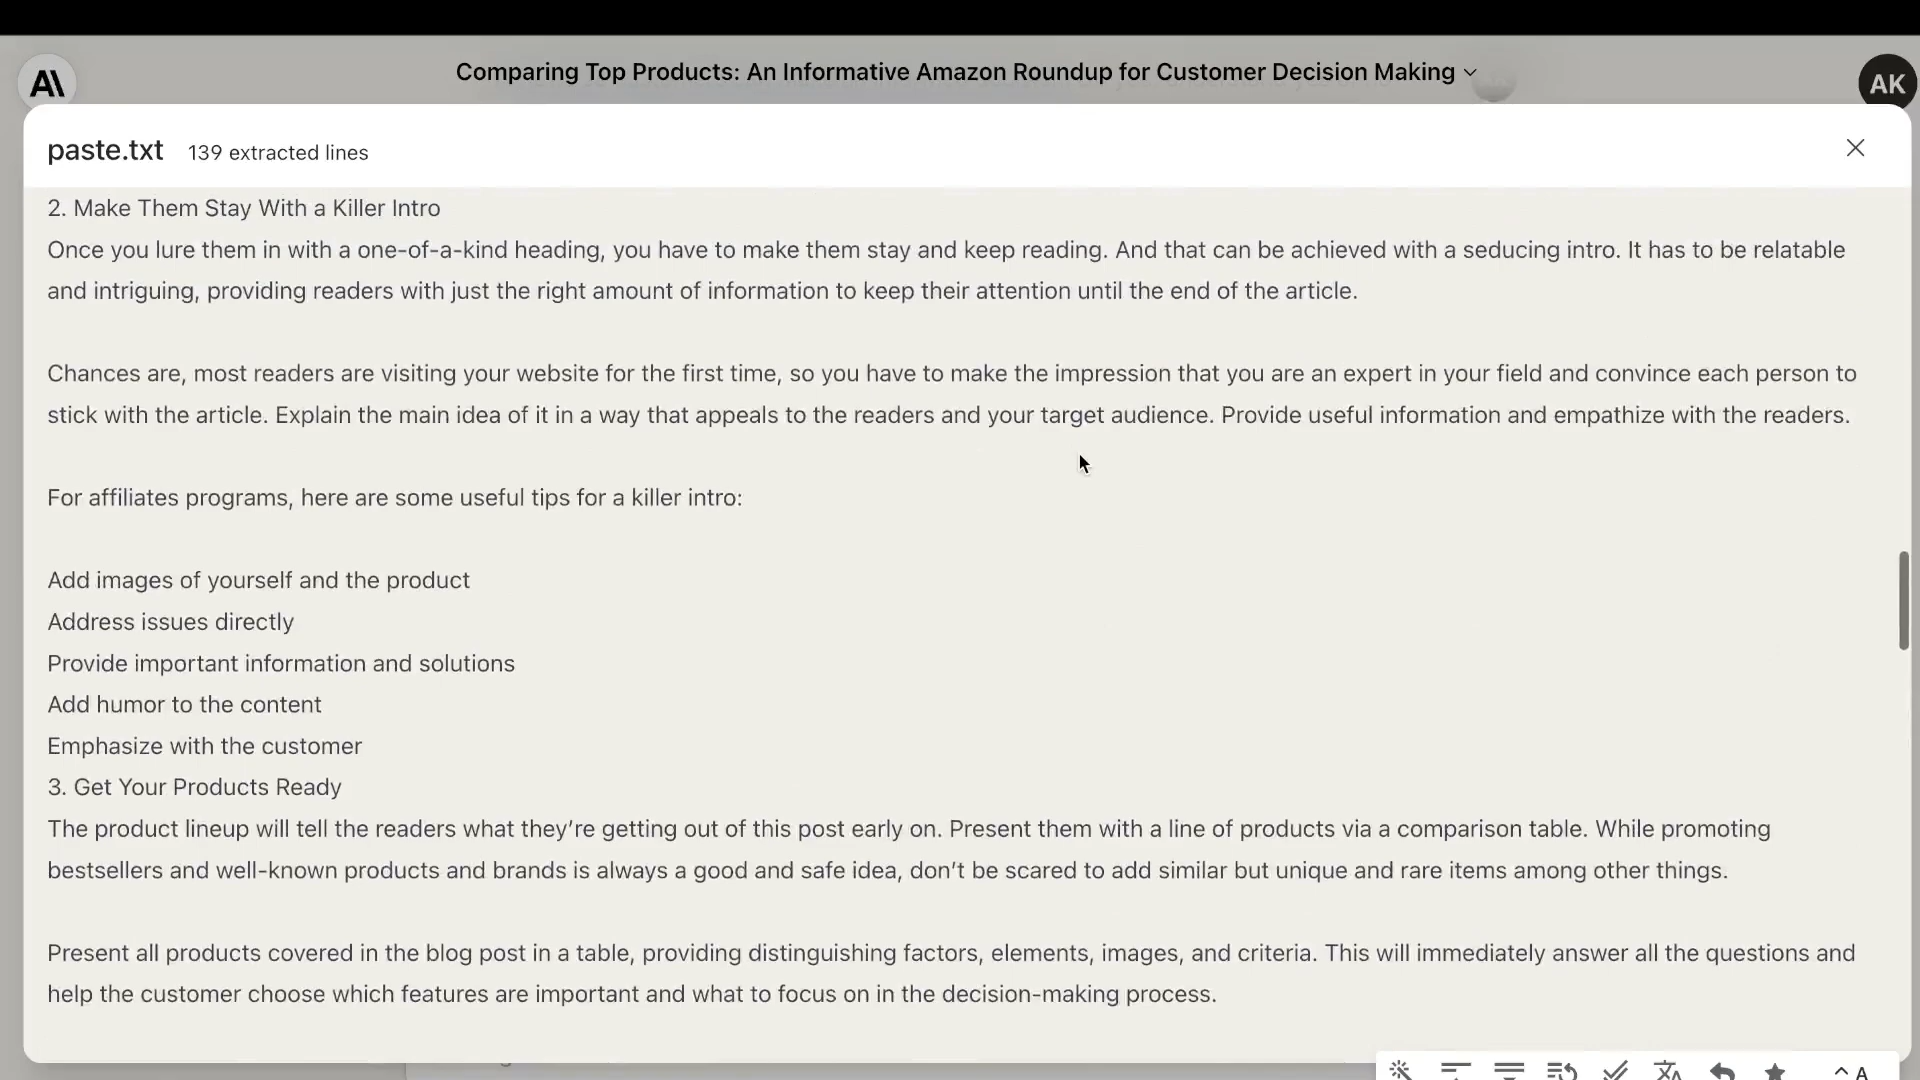 Comparing Top Products: An Informative Amazon Roundup for Customer Decision Making
AK
paste.txt 139 extracted lines
2. Make Them Stay With a Killer Intro
Once you lure them in with a one-of-a-kind heading, you have to make them stay and keep reading. And that can be achieved with a seducing intro. It has to be relatable
and intriguing, providing readers with just the right amount of information to keep their attention until the end of the article.
Chances are, most readers are visiting your website for the first time, so you have to make the impression that you are an expert in your field and convince each person to
stick with the article. Explain the main idea of it in a way that appeals to the readers and your target audience. Provide useful information and empathize with the readers.
For affiliates programs, here are some useful tips for a killer intro:
Add images of yourself and the product
Address issues directly
Provide important information and solutions
Add humor to the content
Emphasize with the customer
3. Get Your Products Ready
The product lineup will tell the readers what they’re getting out of this post early on. Present them with a line of products via a comparison table. While promoting
bestsellers and well-known products and brands is always a good and safe idea, don’t be scared to add similar but unique and rare items among other things.
Present all products covered in the blog post in a table, providing distinguishing factors, elements, images, and criteria. This will immediately answer all the questions and
help the customer choose which features are important and what to focus on in the decision-making process.
A